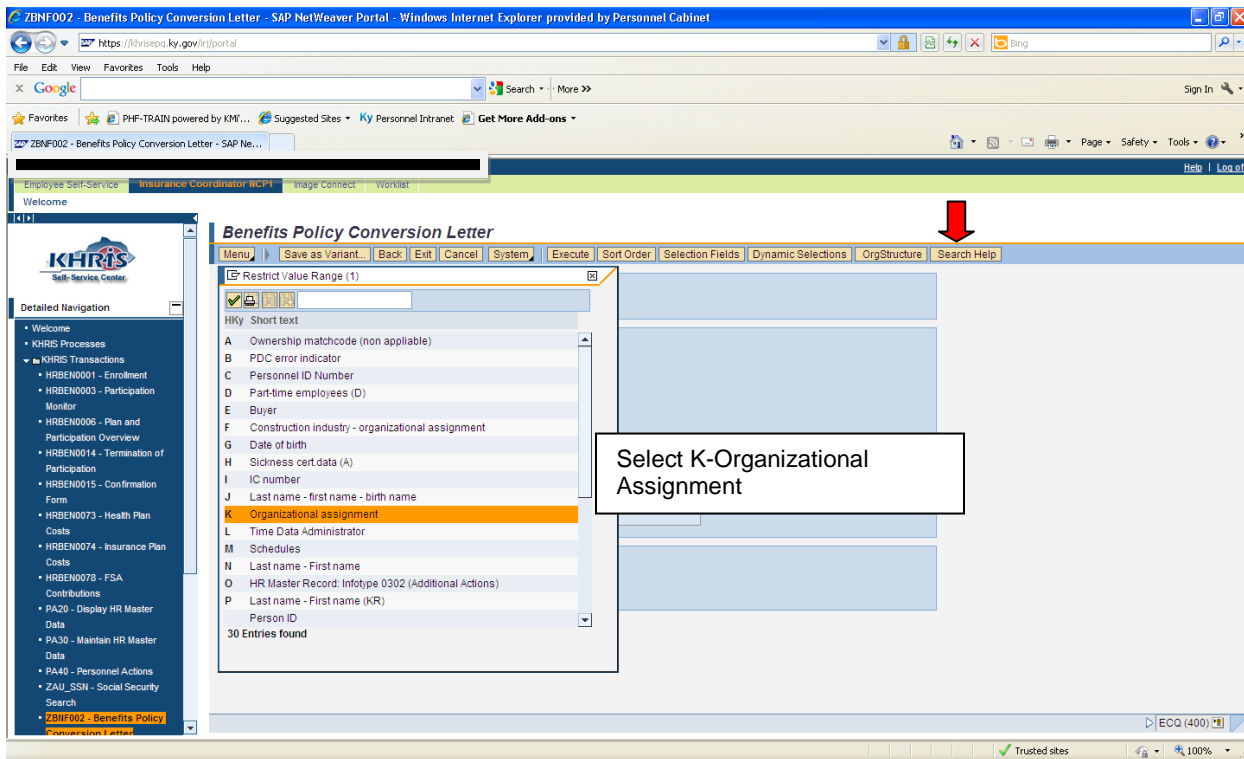 ZBNF002 - Benefits Policy Conversion Letter - SAP NetWeaver Portal - Windows Internet Explorer provided by Personnel Cabinet
https://khrisepq.ky.gov/irj/portal
Bing
File Edit View Favorites Tools Help
x Google Search More >> Sign In
Favorites PHF-TRAIN powered by KMI'... Suggested Sites Ky Personnel Intranet Get More Add-ons
ZBNF002 - Benefits Policy Conversion Letter - SAP Ne... Page Safety Tools
Help | Log of
Employee Self-Service Insurance Coordinator NCP1 Image Connect Worklist
Welcome
KHRIS
Self-Service Center
Detailed Navigation
• Welcome
• KHRIS Processes
KHRIS Transactions
• HRBEN0001 - Enrollment
• HRBEN0003 - Participation
Monitor
• HRBEN0006 - Plan and
Participation Overview
• HRBEN0014 - Termination of
Participation
• HRBEN0015 - Confirmation
Form
• HRBEN0073 - Health Plan
Costs
• HRBEN0074 - Insurance Plan
Costs
• HRBEN0078 - FSA
Contributions
• PA20 - Display HR Master
Data
• PA30 - Maintain HR Master
Data
• PA40 - Personnel Actions
• ZAU_SSN - Social Security
Search
• ZBNF002 - Benefits Policy
Conversion Letter
Benefits Policy Conversion Letter
Menu Save as Variant... Back Exit Cancel System Execute Sort Order Selection Fields Dynamic Selections OrgStructure Search Help
Restrict Value Range (1)
HKy Short text
A Ownership matchcode (non appliable)
B PDC error indicator
C Personnel ID Number
D Part-time employees (D)
E Buyer
F Construction industry - organizational assignment
G Date of birth
H Sickness cert.data (A)
I IC number
J Last name - first name - birth name
K Organizational assignment
L Time Data Administrator
M Schedules
N Last name - First name
O HR Master Record: Infotype 0302 (Additional Actions)
P Last name - First name (KR)
Person ID
30 Entries found
Select K-Organizational
Assignment
ECQ (400)
Trusted sites 100%